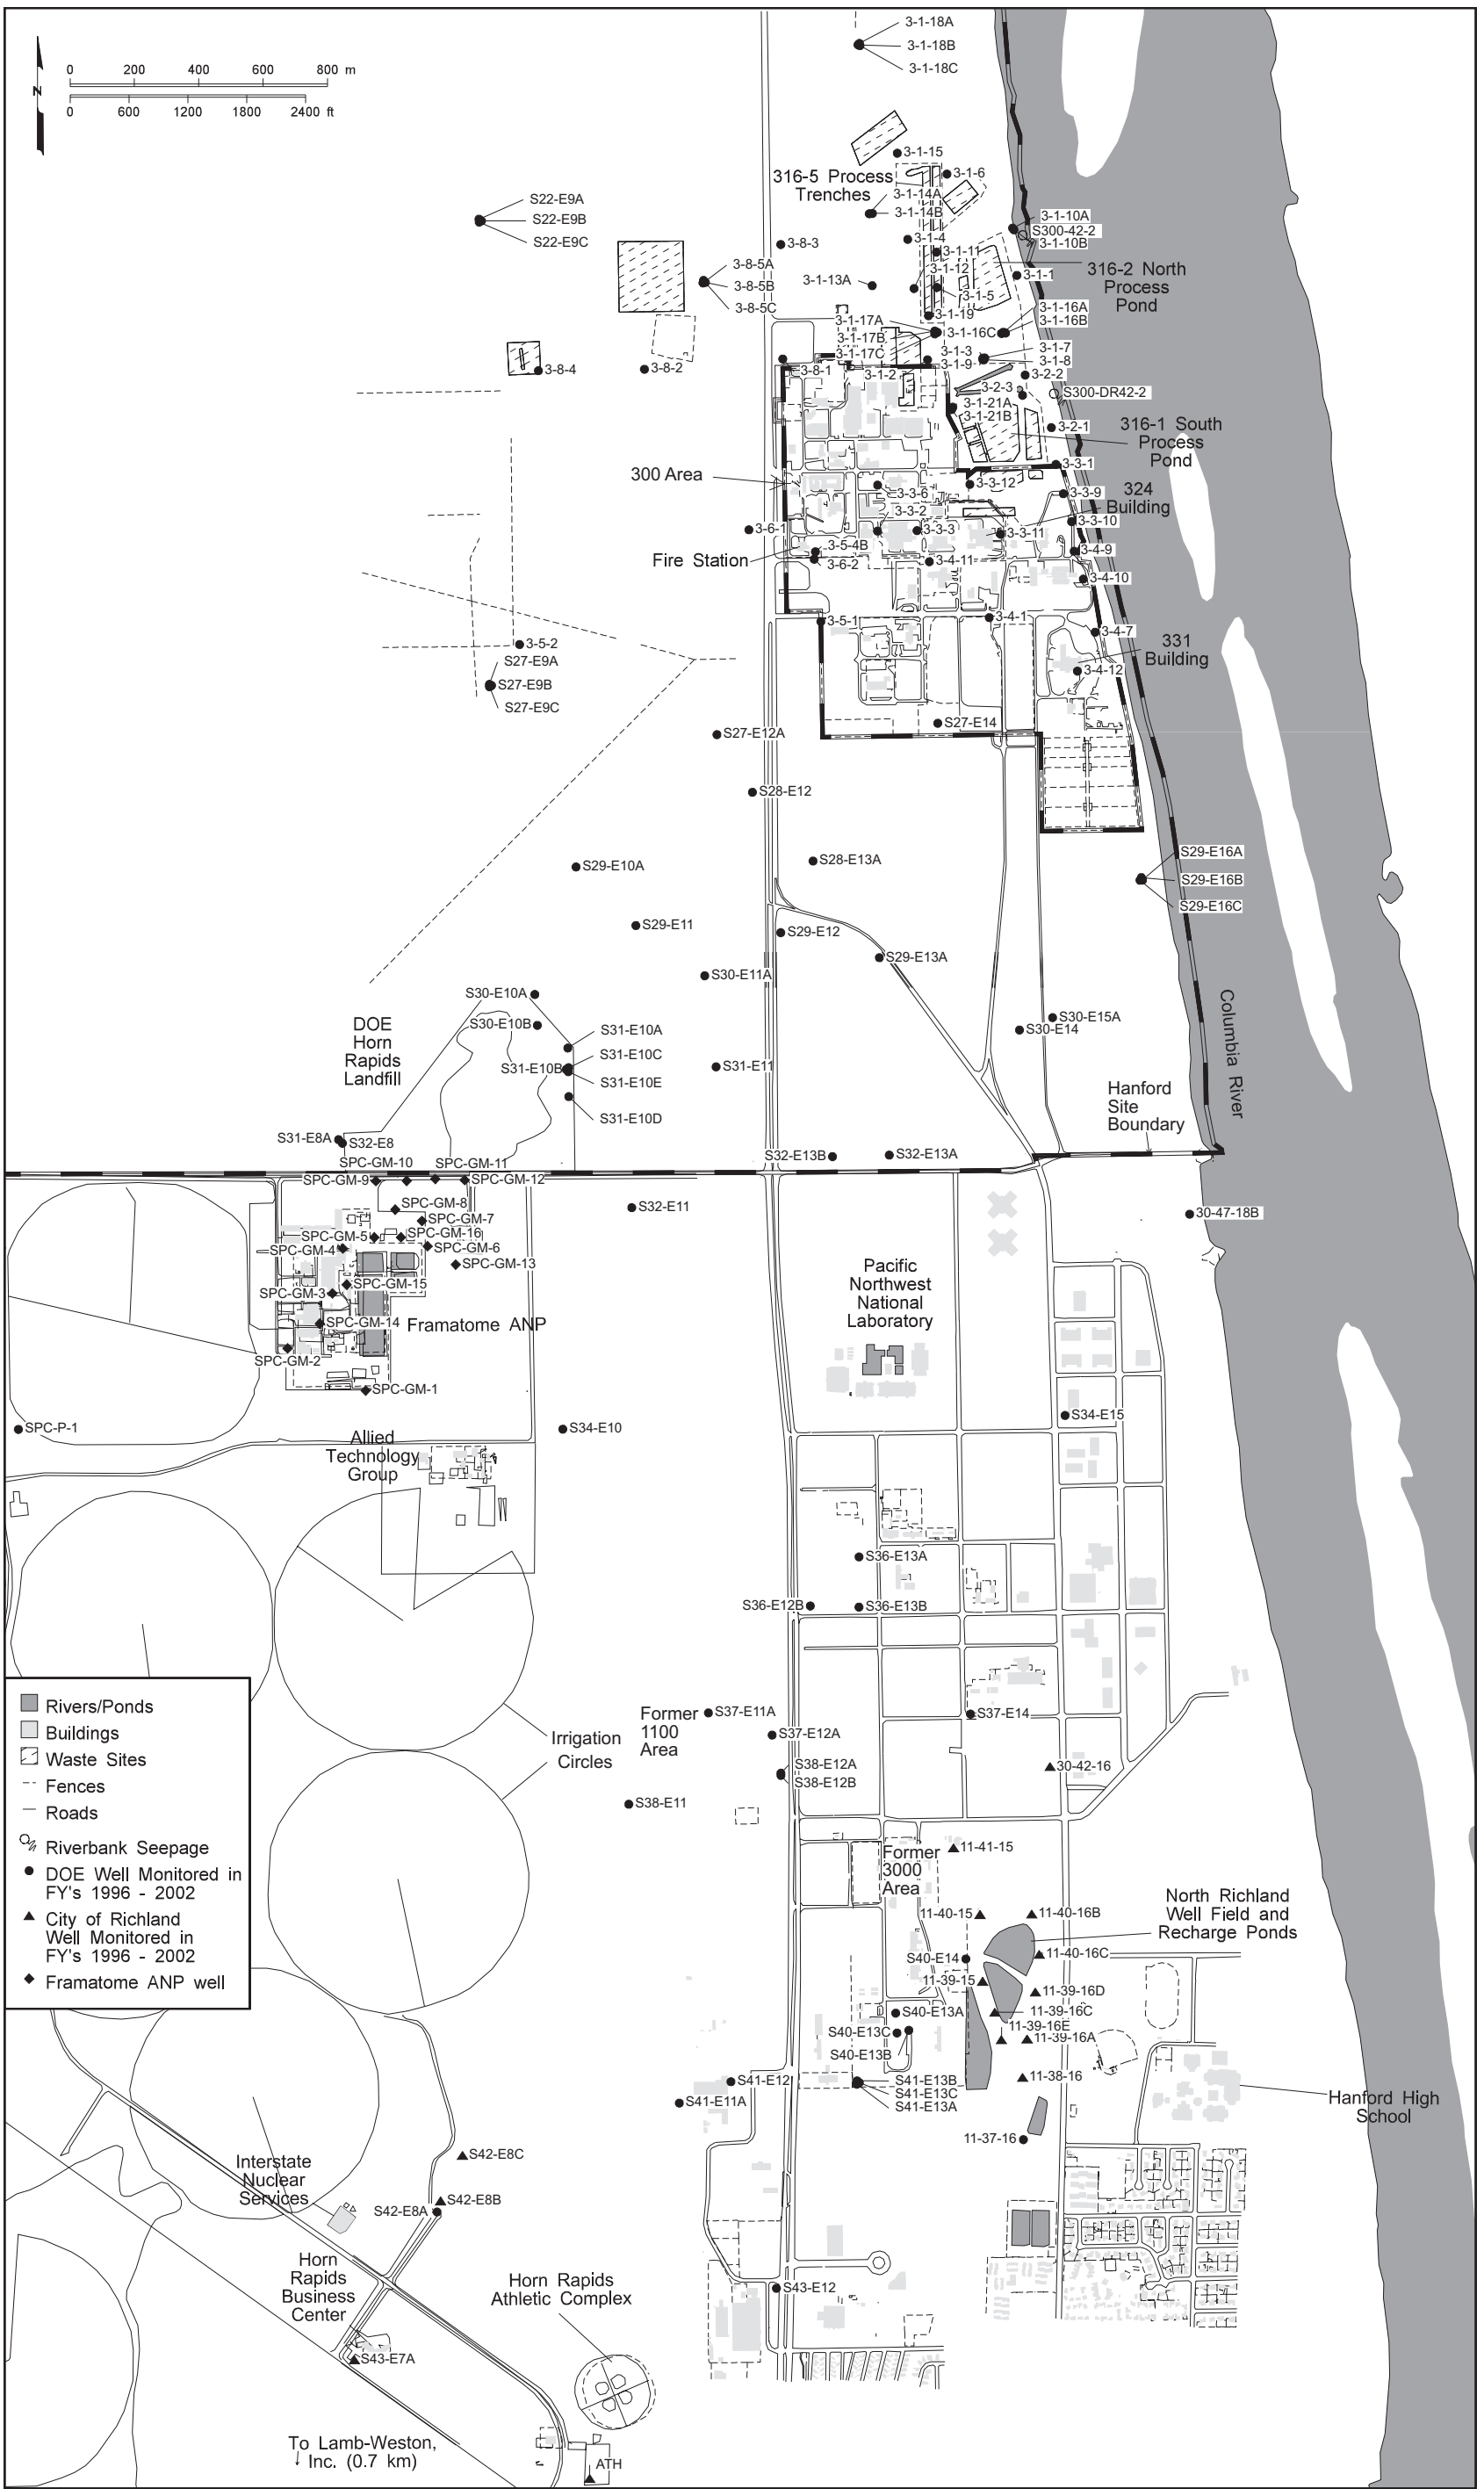 3-1-18A
3-1-18B
3-1-18C
0 200 400 600 800 m
N
0 600 1200 1800 2400 ft
3-1-15
316-5 Process
Trenches
3-1-6
3-1-14A
3-1-14B
S22-E9A
S22-E9B
S22-E9C
3-1-10A
S300-42-2
3-1-10B
3-8-3
3-1-4
3-1-11
3-8-5A
3-8-5B
3-8-5C
3-1-13A
3-1-12
3-1-5
3-1-1
316-2 North
Process
Pond
3-1-19
3-1-16A
3-1-16B
3-1-17A
3-1-16C
3-1-17B
3-1-17C
3-1-3
3-1-9
3-1-7
3-1-8
3-8-4
3-8-2
3-8-1
3-1-2
3-2-2
3-2-3
S300-DR42-2
3-1-21A
3-1-21B
3-2-1
316-1 South
Process
Pond
3-3-1
300 Area
3-3-12
3-3-6
3-3-9
324
Building
3-3-2
3-3-10
3-6-1
3-3-3
3-3-11
Fire Station
3-5-4B
3-6-2
3-4-11
3-4-9
3-4-10
3-5-1
3-4-1
3-4-7
331
Building
3-4-12
3-5-2
S27-E9A
S27-E9B
S27-E9C
S27-E14
S27-E12A
S28-E12
S28-E13A
S29-E10A
S29-E16A
S29-E16B
S29-E16C
S29-E11
S29-E12
S29-E13A
S30-E11A
S30-E10A
S30-E10B
S30-E15A
S30-E14
DOE
Horn
Rapids
Landfill
S31-E10A
S31-E10C
S31-E10B
S31-E10E
S31-E10D
S31-E11
Columbia River
Hanford
Site
Boundary
S31-E8A
S32-E8
S32-E13B
S32-E13A
SPC-GM-10
SPC-GM-11
SPC-GM-9
SPC-GM-12
SPC-GM-8
SPC-GM-7
S32-E11
30-47-18B
SPC-GM-5
SPC-GM-16
SPC-GM-4
SPC-GM-6
SPC-GM-13
SPC-GM-15
SPC-GM-3
SPC-GM-14
Framatome ANP
SPC-GM-2
SPC-GM-1
Pacific
Northwest
National
Laboratory
SPC-P-1
S34-E10
S34-E15
Allied
Technology
Group
S36-E13A
S36-E12B
S36-E13B
Former
1100
Area
S37-E11A
S37-E12A
S37-E14
Irrigation
Circles
S38-E12A
S38-E12B
30-42-16
S38-E11
Rivers/Ponds
Buildings
Waste Sites
Fences
Roads
Riverbank Seepage
DOE Well Monitored in
FY's 1996 - 2002
City of Richland
Well Monitored in
FY's 1996 - 2002
Framatome ANP well
Former
3000
Area
11-41-15
11-40-15
11-40-16B
North Richland
Well Field and
Recharge Ponds
S40-E14
11-40-16C
11-39-15
11-39-16D
S40-E13A
11-39-16C
11-39-16E
S40-E13C
11-39-16A
S40-E13B
S41-E12
S41-E13B
S41-E13C
S41-E13A
11-38-16
S41-E11A
Hanford High
School
11-37-16
S42-E8C
Interstate
Nuclear
Services
S42-E8B
S42-E8A
Horn
Rapids
Business
Center
Horn Rapids
Athletic Complex
S43-E12
S43-E7A
To Lamb-Weston,
Inc. (0.7 km)
ATH